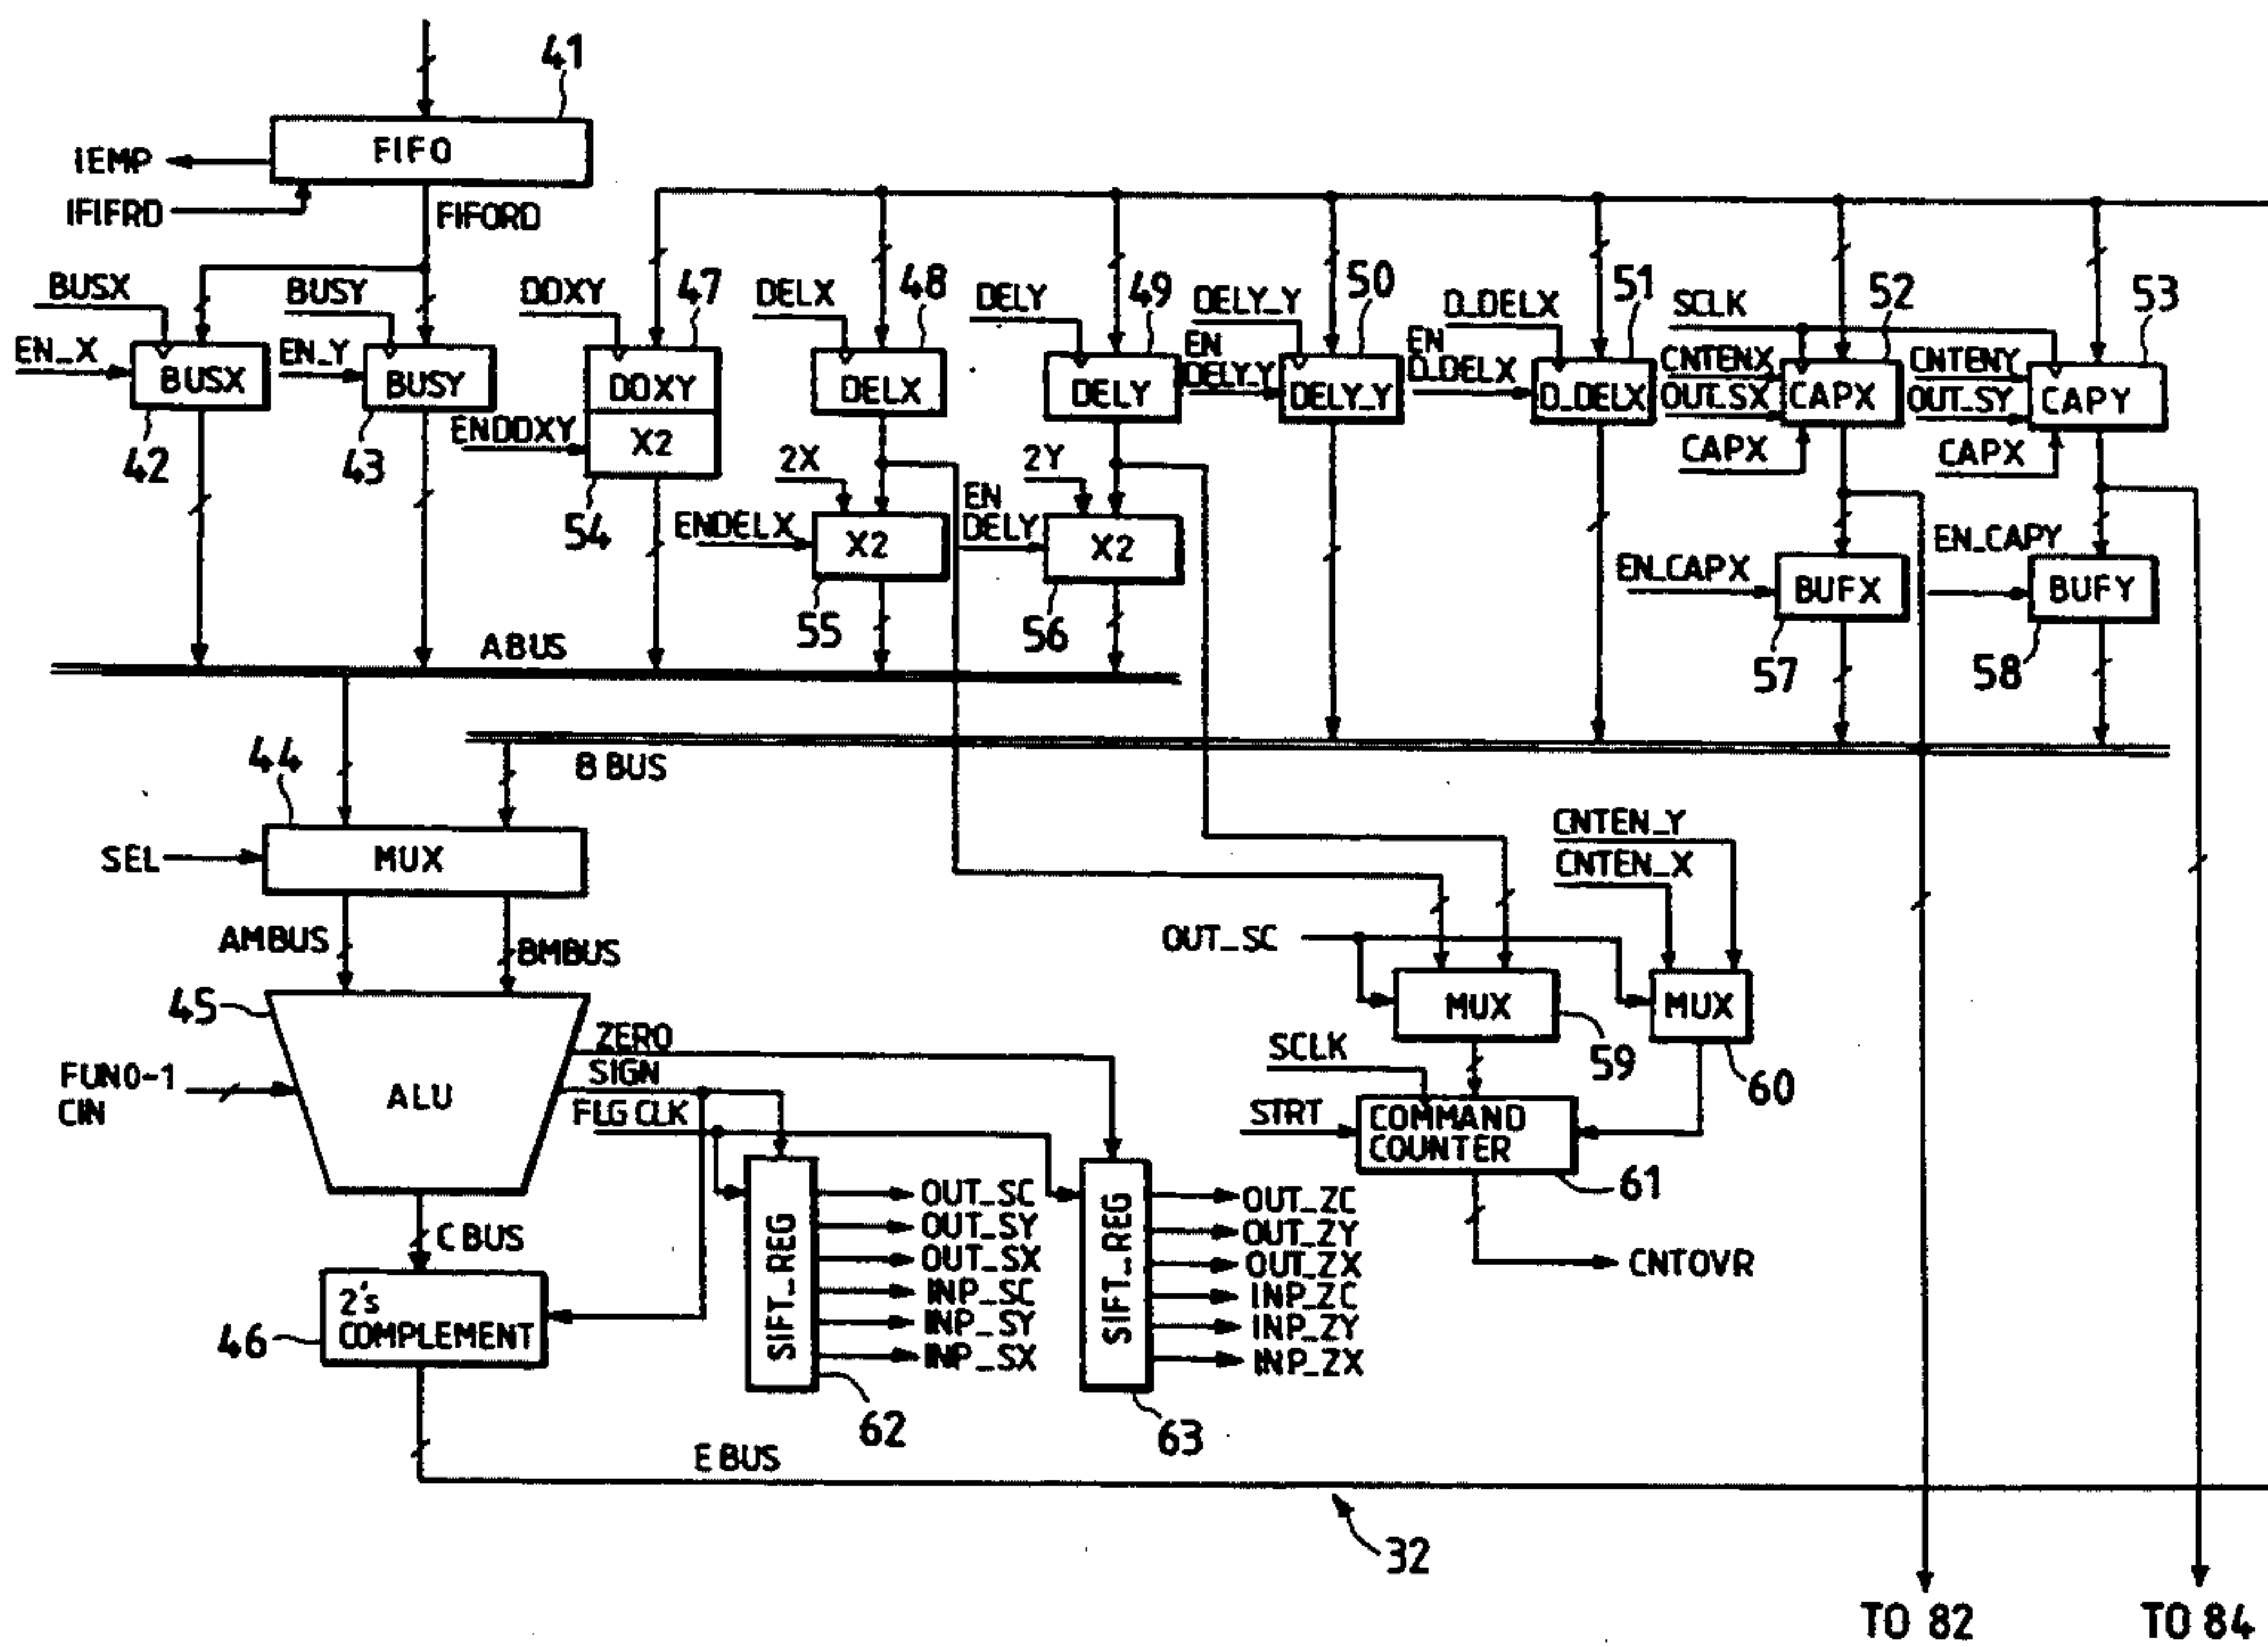 41
FIFO
IEMP
IFIFRD
FIFORD
BUSX
BUSY
DDXY
47
DELX
48
DELY
49
DELY_Y
50
D_DELX
51
SCLK
52
53
EN_X
EN_Y
EN
DELY_Y
EN
D_DELX
CNTENX
CNTENY
BUSX
BUSY
DDXY
DELX
DELY
DELY_Y
D_DELX
OUT_SX
CAPX
OUT_SY
CAPY
42
43
ENDDXY
X2
54
2X
2Y
CAPX
CAPX
ENDELX
X2
EN
DELY
X2
EN_CAPX
BUFX
EN_CAPY
BUFY
55
56
57
58
A BUS
B BUS
44
SEL
MUX
CNTEN_Y
CNTEN_X
AMBUS
BMBUS
OUT_SC
MUX
MUX
45
ZERO
SIGN
FLG CLK
FUN0-1
CIN
ALU
SCLK
59
60
STRT
COMMAND
COUNTER
61
C BUS
SIFT_REG
OUT_SC
OUT_SY
OUT_SX
INP_SC
INP_SY
INP_SX
62
SIFT_REG
OUT_ZC
OUT_ZY
OUT_ZX
INP_ZC
INP_ZY
INP_ZX
63
CNTOVR
2's
COMPLEMENT
46
E BUS
32
TO 82
TO 84